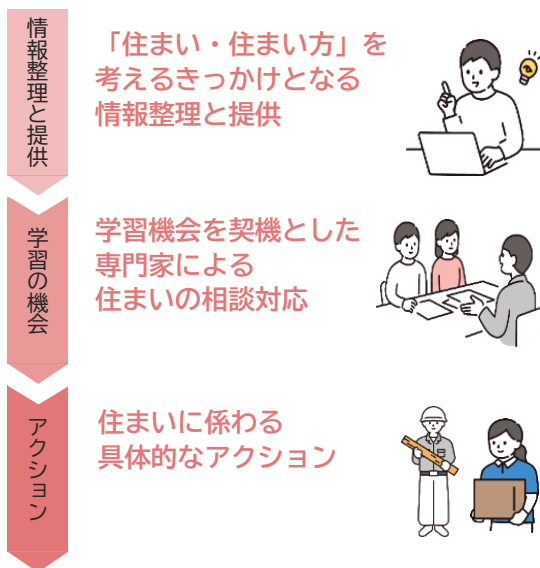 情報整理と提供
「住まい・住まい方」を
考えるきっかけとなる
情報整理と提供
学習の機会
学習機会を契機とした
専門家による
住まいの相談対応
アクション
住まいに係わる
具体的なアクション